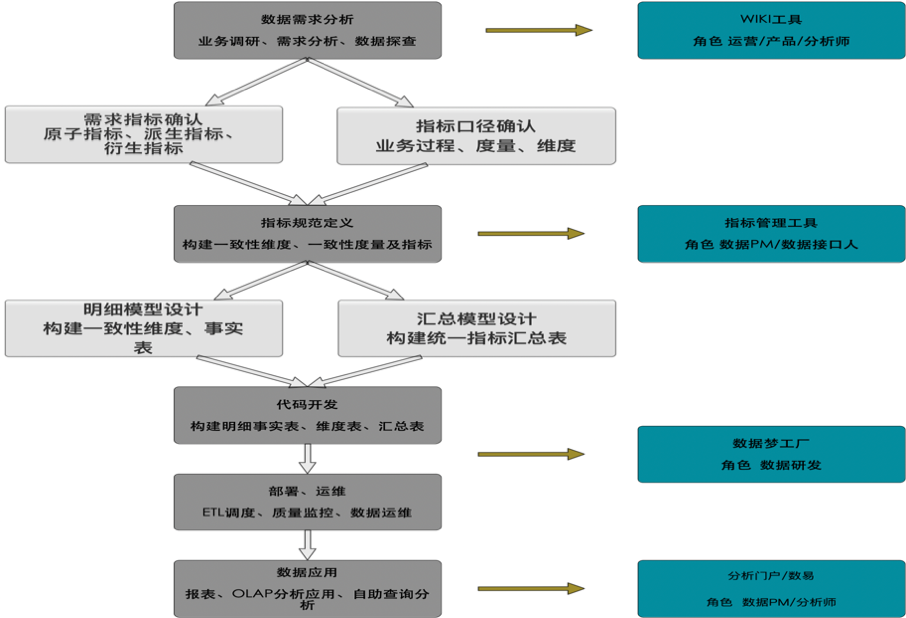 数据需求分析
业务调研、需求分析、数据探查
WIKI工具
角色 运营/产品/分析师
需求指标确认
原子指标、派生指标、
衍生指标
指标口径确认
业务过程、度量、维度
指标规范定义
构建一致性维度、一致性度量及指标
指标管理工具
角色 数据PM/数据接口人
明细模型设计
构建一致性维度、事实
表
汇总模型设计
构建统一指标汇总表
代码开发
构建明细事实表、维度表、汇总表
数据梦工厂
角色 数据研发
部署、运维
ETL调度、质量监控、数据运维
数据应用
报表、OLAP分析应用、自助查询分
析
分析门户/数易
角色 数据PM/分析师